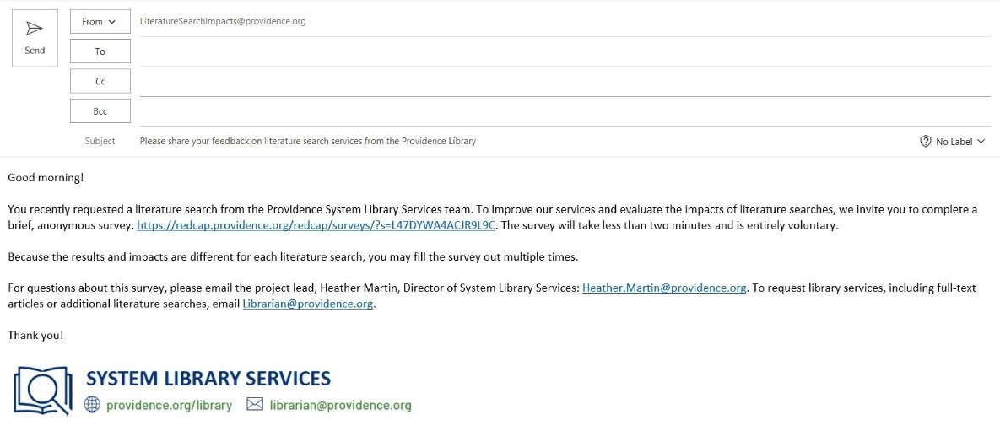 From
LiteratureSearchImpacts@providence.org
Send
To
Cc
Bcc
Subject
Please share your feedback on literature search services from the Providence Library
No Label
Good morning!
You recently requested a literature search from the Providence System Library Services team. To improve our services and evaluate the impacts of literature searches, we invite you to complete a
brief, anonymous survey: https://redcap.providence.org/redcap/surveys/?s=L47DYWA4ACJR9L9C. The survey will take less than two minutes and is entirely voluntary.
Because the results and impacts are different for each literature search, you may fill the survey out multiple times.
For questions about this survey, please email the project lead, Heather Martin, Director of System Library Services: Heather.Martin@providence.org. To request library services, including full-text
articles or additional literature searches, email Librarian@providence.org.
Thank you!
SYSTEM LIBRARY SERVICES
providence.org/library librarian@providence.org